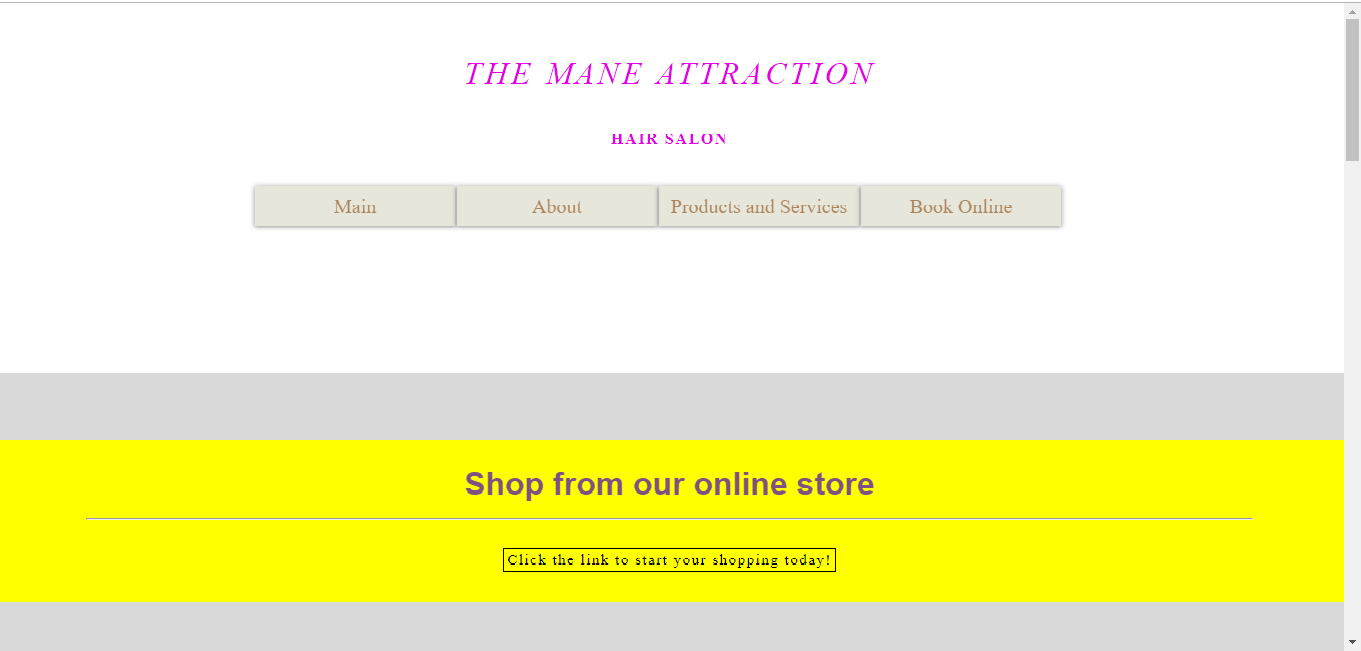 THE MANE ATTRACTION
HAIR SALON
Main About Products and Services Book Online
Shop from our online store
Click the link to start your shopping today!